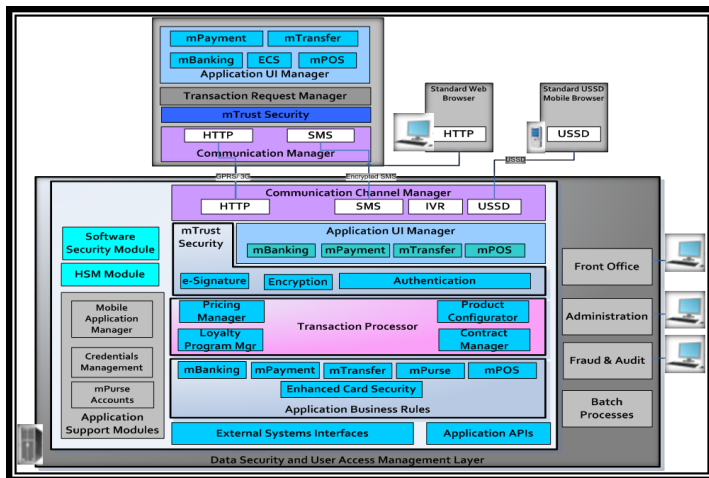 mPayment
mTransfer
mBanking
ECS
mPOS
Application UI Manager
Transaction Request Manager
mTrust Security
HTTP
SMS
Communication Manager
Standard Web
Browser
HTTP
Standard USSD
Mobile Browser
USSD
GPRS/ 3G
Encrypted SMS
USSD
Communication Channel Manager
HTTP
SMS
IVR
USSD
Software
Security Module
HSM Module
mTrust
Security
Application UI Manager
mBanking
mPayment
mTransfer
mPOS
e-Signature
Encryption
Authentication
Mobile
Application
Manager
Credentials
Management
mPurse
Accounts
Application
Support Modules
Pricing
Manager
Product
Configurator
Transaction Processor
Loyalty
Program Mgr
Contract
Manager
mBanking
mPayment
mTransfer
mPurse
mPOS
Enhanced Card Security
Application Business Rules
External Systems Interfaces
Application APIs
Front Office
Administration
Fraud & Audit
Batch
Processes
Data Security and User Access Management Layer